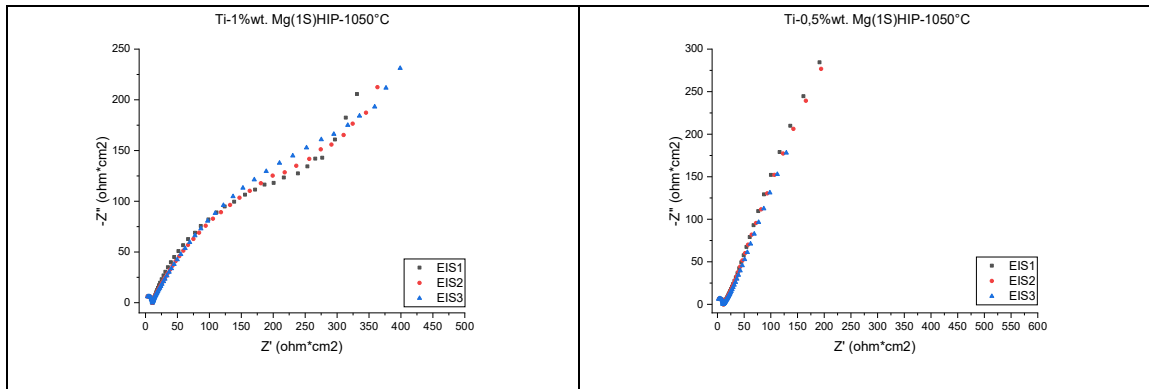 Ti-1%wt. Mg(1S)HIP-1050°C
250
200
150
100
50
0
-Z'' (ohm*cm2)
0 50 100 150 200 250 300 350 400 450 500
Z' (ohm*cm2)
EIS1
EIS2
EIS3
Ti-0,5%wt. Mg(1S)HIP-1050°C
300
250
200
150
100
50
0
-Z'' (ohm*cm2)
0 50 100 150 200 250 300 350 400 450 500 550 600
Z' (ohm*cm2)
EIS1
EIS2
EIS3